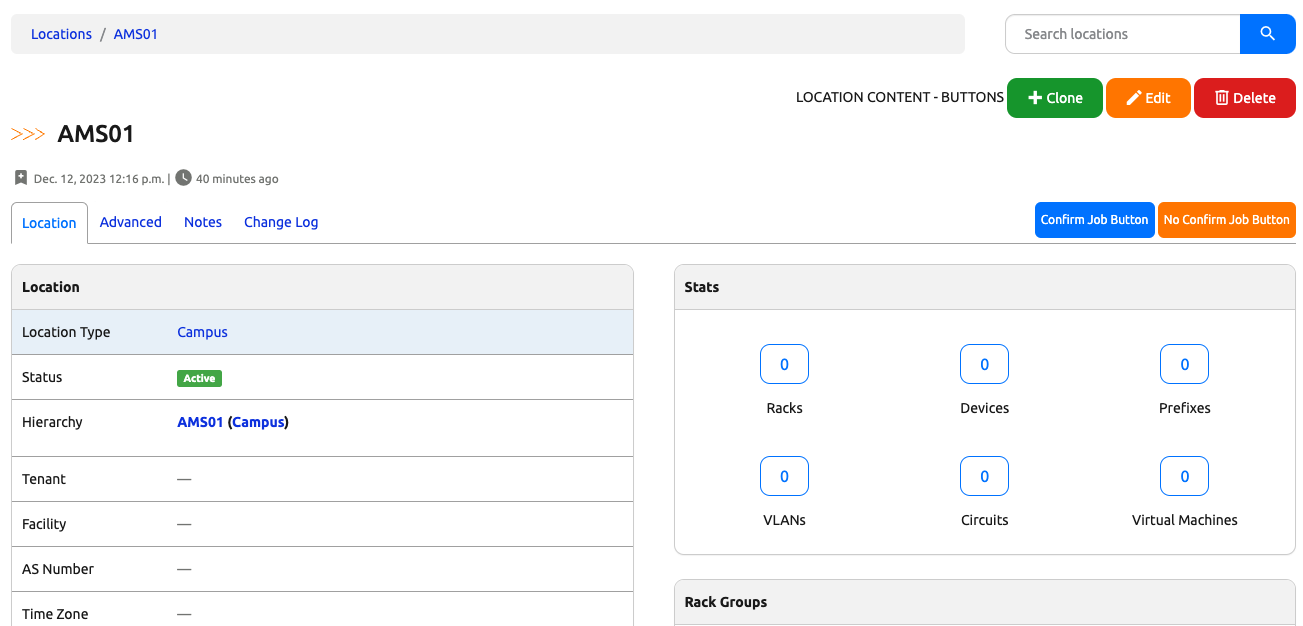 Locations / AMS01
Search locations
LOCATION CONTENT - BUTTONS Clone Edit Delete
>>> AMS01
Dec. 12, 2023 12:16 p.m. | 40 minutes ago
Location Advanced Notes Change Log
Confirm Job Button No Confirm Job Button
Location
Location Type Campus
Status Active
Hierarchy AMS01 (Campus)
Tenant —
Facility —
AS Number —
Time Zone —
Stats
0 0 0
Racks Devices Prefixes
0 0 0
VLANs Circuits Virtual Machines
Rack Groups